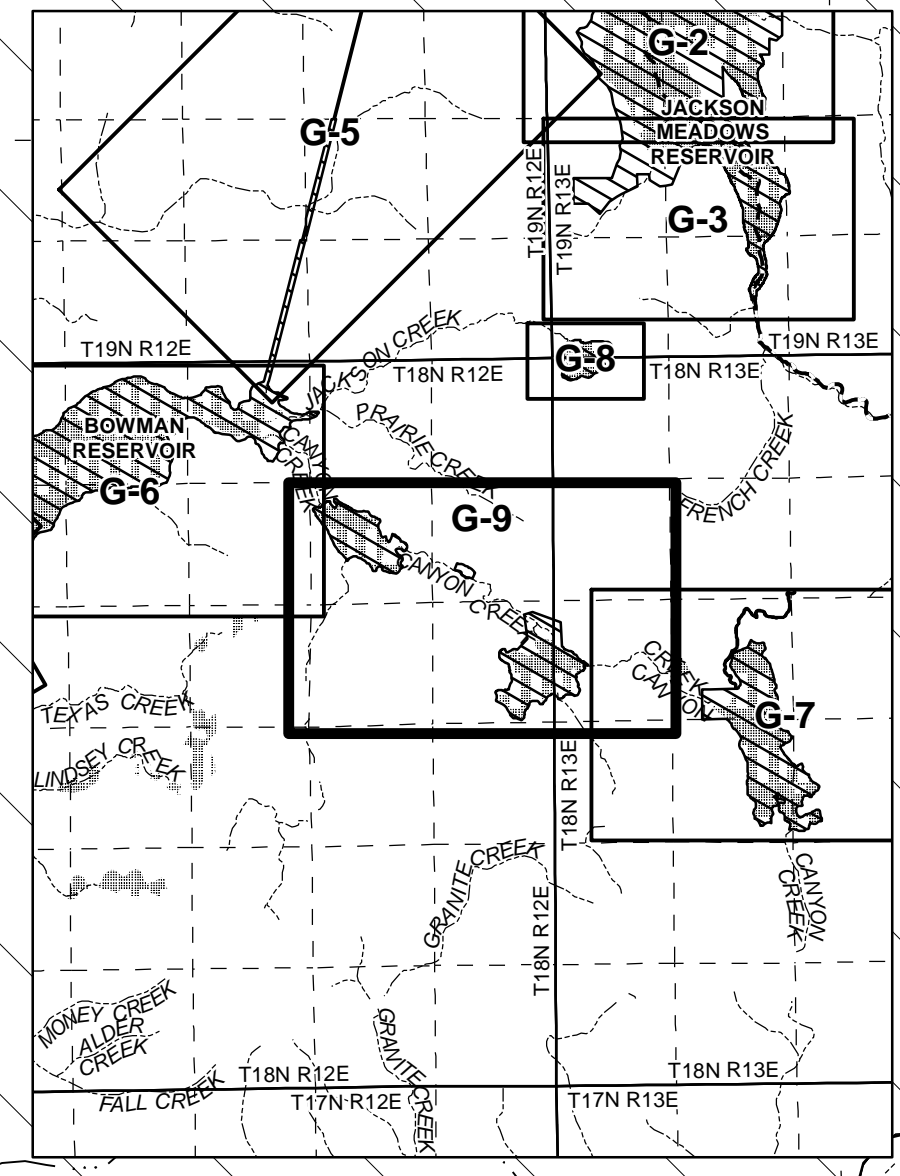 G-2
JACKSON
MEADOWS
RESERVOIR
G-5
T19N R12E
T19N R13E
G-3
T19N R12E
T19N R13E
JACKSON CREEK
T18N R12E
G-8
T18N R13E
PRAIRIE CREEK
BOWMAN
RESERVOIR
G-6
CANYON
CREEK
FRENCH CREEK
G-9
CANYON CREEK
CREEK
CANYON
G-7
TEXAS CREEK
LINDSEY CREEK
T18N R13E
T18N R12E
GRANITE CREEK
CANYON
CREEK
MONEY CREEK
ALDER
CREEK
FALL CREEK
GRANITE CREEK
T18N R12E
T18N R13E
T17N R12E
T17N R13E